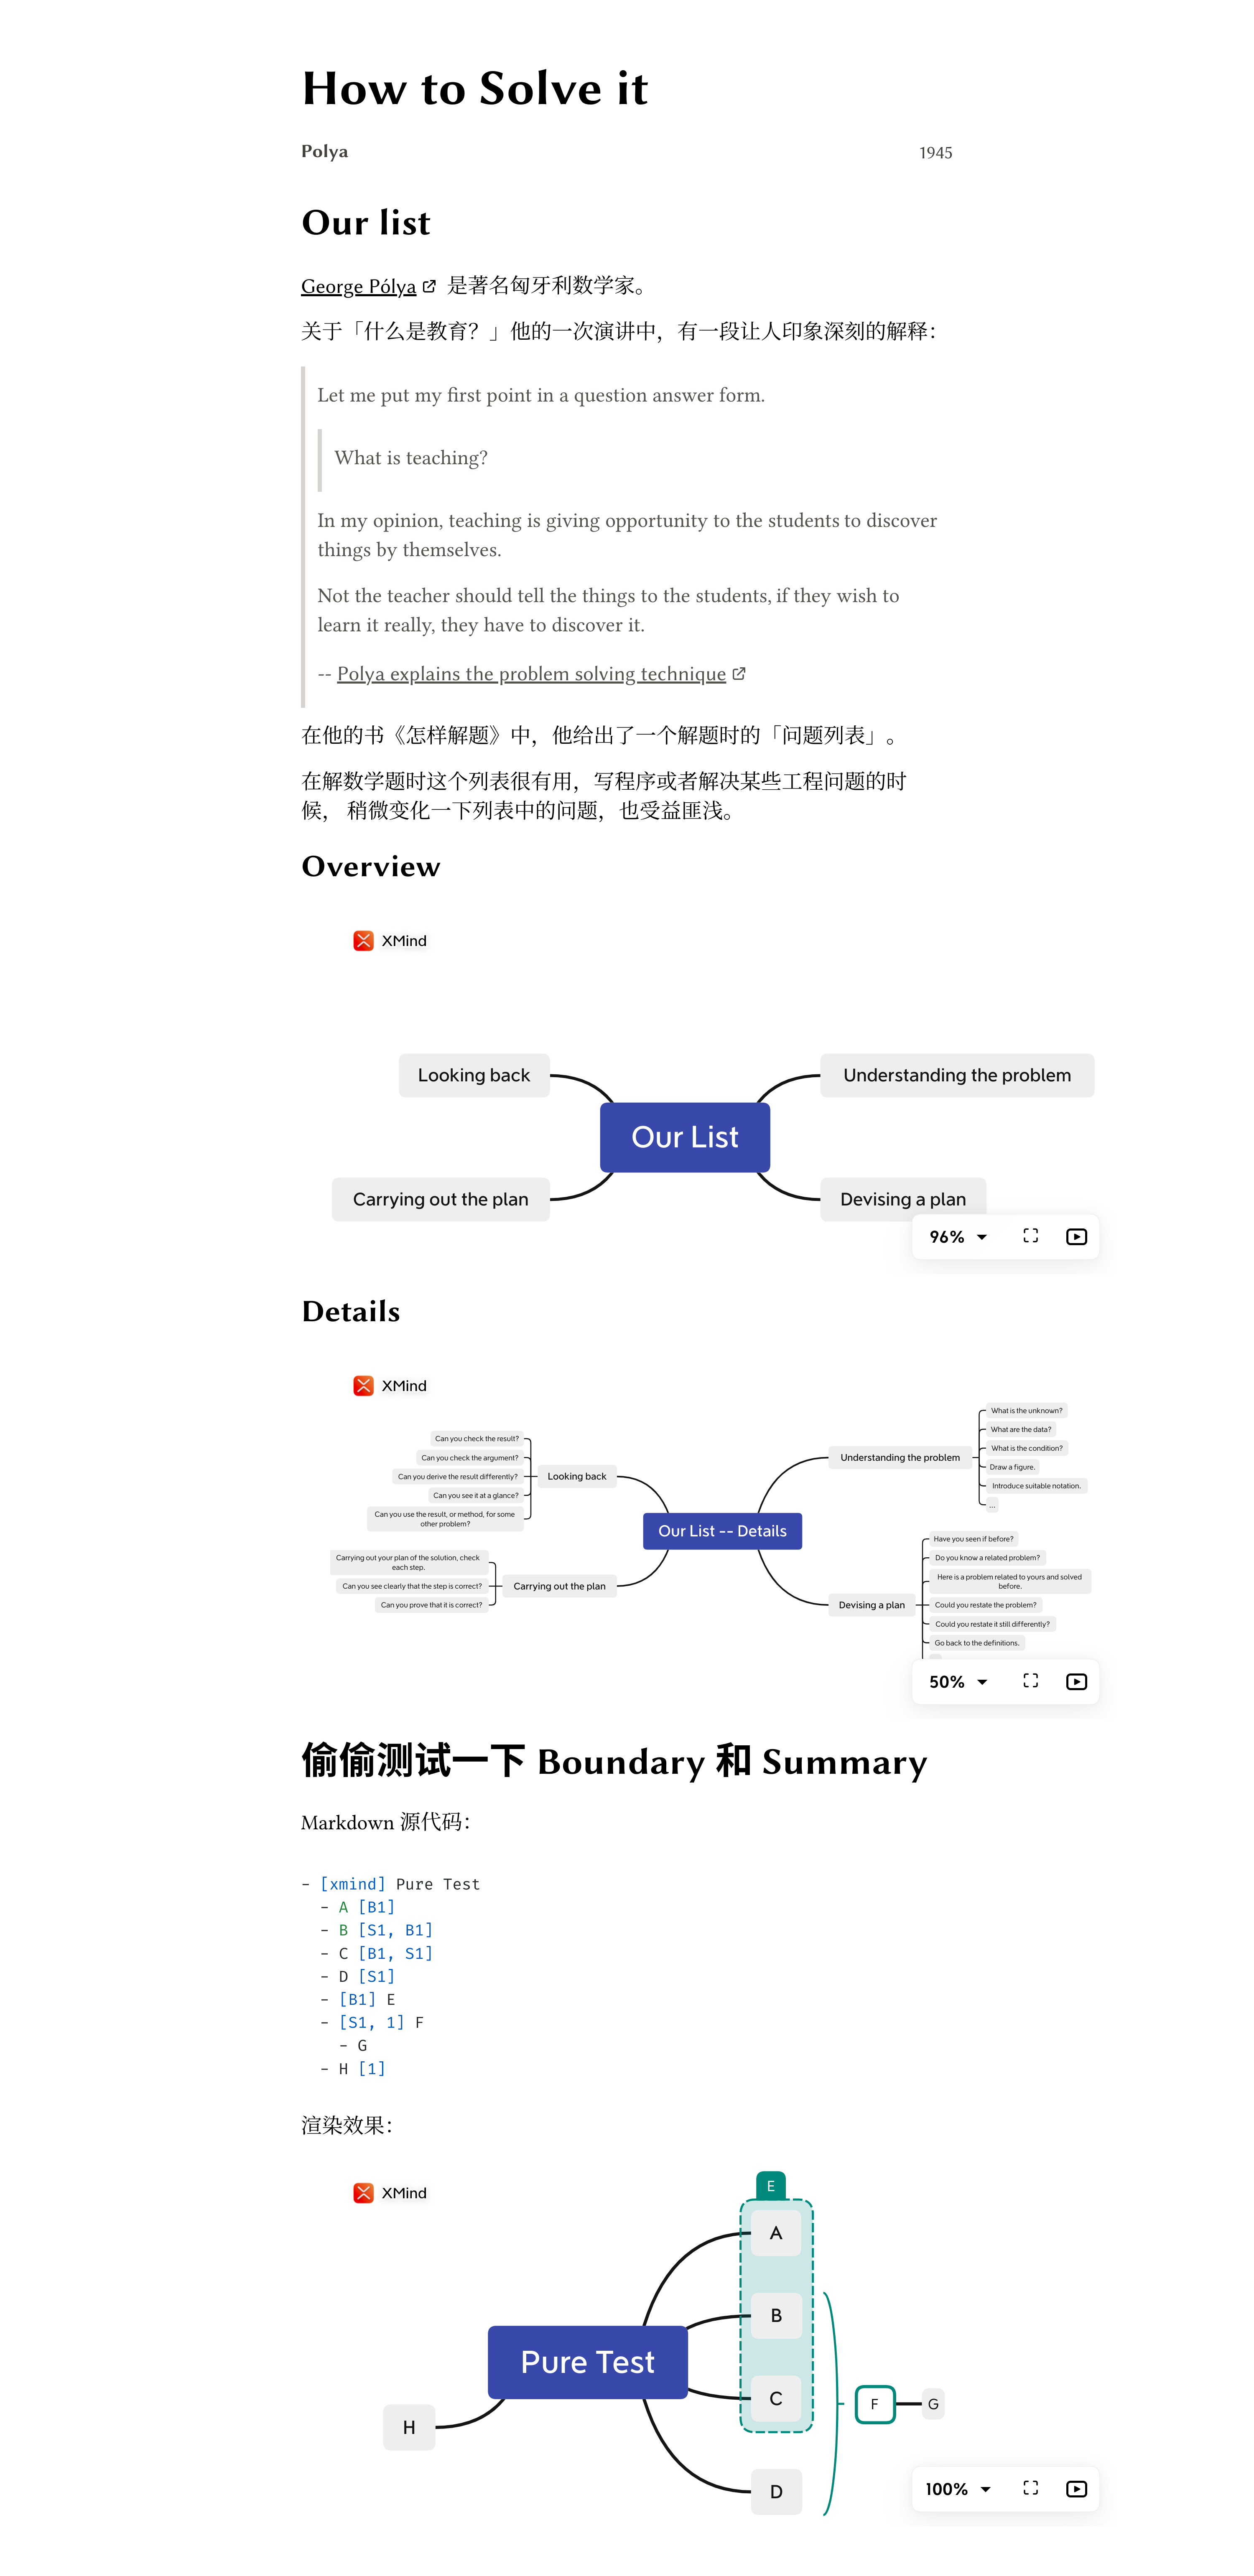 How to Solve it
Polya
1945
Our list
George Pólya 是著名匈牙利数学家。
关于「什么是教育？」他的一次演讲中，有一段让人印象深刻的解释：
Let me put my first point in a question answer form.
What is teaching?
In my opinion, teaching is giving opportunity to the students to discover
things by themselves.
Not the teacher should tell the things to the students, if they wish to
learn it really, they have to discover it.
-- Polya explains the problem solving technique
在他的书《怎样解题》中，他给出了一个解题时的「问题列表」。
在解数学题时这个列表很有用，写程序或者解决某些工程问题的时
候， 稍微变化一下列表中的问题，也受益匪浅。
Overview
XMind
Looking back
Understanding the problem
Our List
Carrying out the plan
Devising a plan
96%
Details
XMind
Can you check the result?
Can you check the argument?
Can you derive the result differently?
Can you see it at a glance?
Can you use the result, or method, for some
other problem?
Looking back
Carrying out your plan of the solution, check
each step.
Can you see clearly that the step is correct?
Can you prove that it is correct?
Carrying out the plan
Our List -- Details
Understanding the problem
What is the unknown?
What are the data?
What is the condition?
Draw a figure.
Introduce suitable notation.
...
Devising a plan
Have you seen if before?
Do you know a related problem?
Here is a problem related to yours and solved
before.
Could you restate the problem?
Could you restate it still differently?
Go back to the definitions.
50%
偷偷测试一下 Boundary 和 Summary
Markdown 源代码：
- [xmind] Pure Test
  - A [B1]
  - B [S1, B1]
  - C [B1, S1]
  - D [S1]
  - [B1] E
  - [S1, 1] F
    - G
  - H [1]
渲染效果：
XMind
E
A
B
Pure Test
C
F
G
H
D
100%